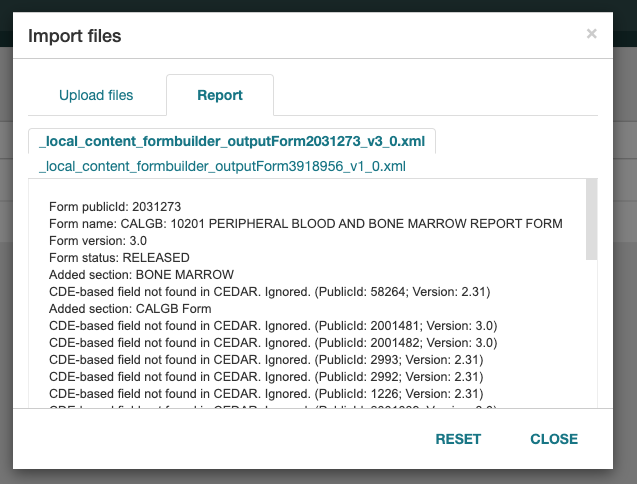 Import files
×
Upload files
Report
_local_content_formbuilder_outputForm2031273_v3_0.xml
_local_content_formbuilder_outputForm3918956_v1_0.xml
Form publicId: 2031273
Form name: CALGB: 10201 PERIPHERAL BLOOD AND BONE MARROW REPORT FORM
Form version: 3.0
Form status: RELEASED
Added section: BONE MARROW
CDE-based field not found in CEDAR. Ignored. (PublicId: 58264; Version: 2.31)
Added section: CALGB Form
CDE-based field not found in CEDAR. Ignored. (PublicId: 2001481; Version: 3.0)
CDE-based field not found in CEDAR. Ignored. (PublicId: 2001482; Version: 3.0)
CDE-based field not found in CEDAR. Ignored. (PublicId: 2993; Version: 2.31)
CDE-based field not found in CEDAR. Ignored. (PublicId: 2992; Version: 2.31)
CDE-based field not found in CEDAR. Ignored. (PublicId: 1226; Version: 2.31)
RESET
CLOSE